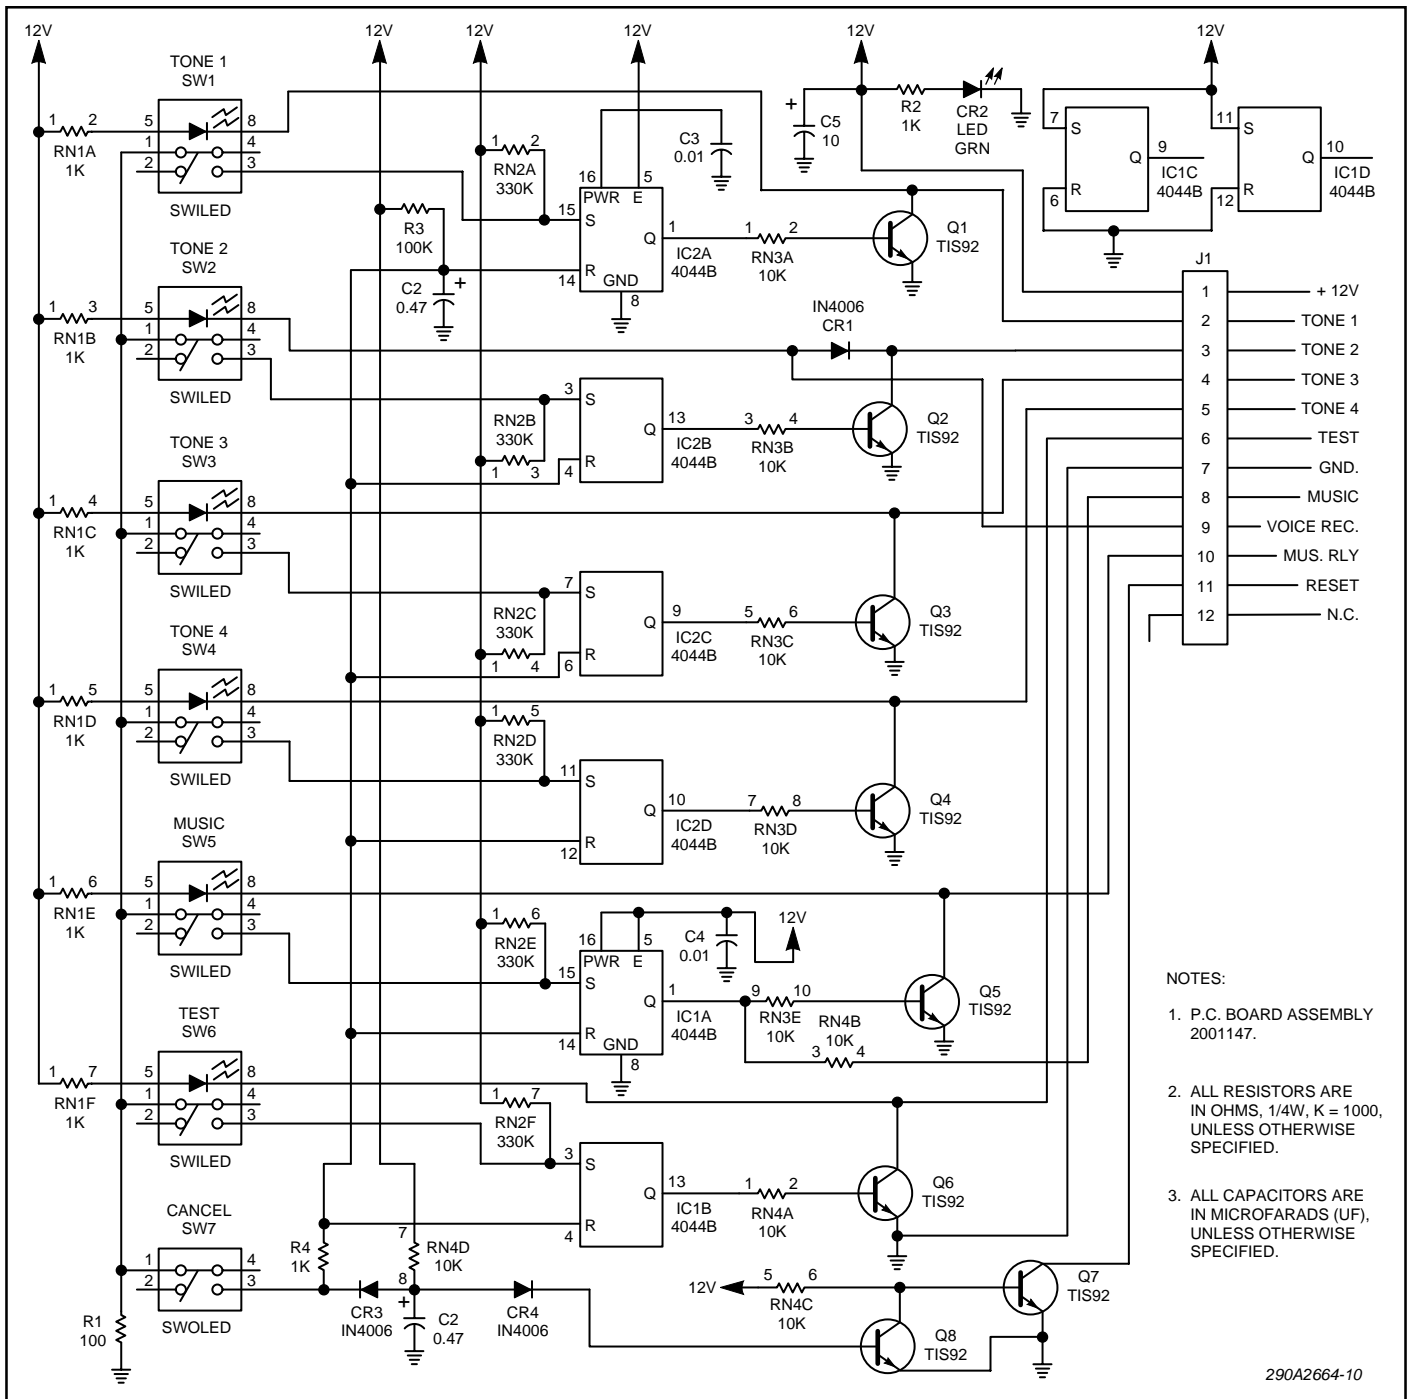 12V
12V
12V
12V
12V
12V
TONE 1
SW1
1
2
RN1A
1K
5
1
2
8
4
3
SWILED
1
2
RN2A
330K
R3
100K
C2
0.47
+
16
5
PWR E
15
S
Q
1
R
14
GND
8
IC2A
4044B
C3
0.01
1
2
RN3A
10K
Q1
TIS92
+
C5
10
R2
1K
CR2
LED
GRN
7
S
Q
9
R
6
IC1C
4044B
11
S
Q
10
R
12
IC1D
4044B
TONE 2
SW2
1
3
RN1B
1K
5
1
2
8
4
3
SWILED
RN2B
330K
1
3
3
S
Q
13
R
4
IC2B
4044B
3
4
RN3B
10K
IN4006
CR1
Q2
TIS92
J1
1
+ 12V
2
TONE 1
3
TONE 2
4
TONE 3
5
TONE 4
6
TEST
7
GND.
8
MUSIC
9
VOICE REC.
10
MUS. RLY
11
RESET
12
N.C.
TONE 3
SW3
1
4
RN1C
1K
5
1
2
8
4
3
SWILED
RN2C
330K
1
4
7
S
Q
9
R
6
IC2C
4044B
5
6
RN3C
10K
Q3
TIS92
TONE 4
SW4
1
5
RN1D
1K
5
1
2
8
4
3
SWILED
1
5
RN2D
330K
11
S
Q
10
R
12
IC2D
4044B
7
8
RN3D
10K
Q4
TIS92
MUSIC
SW5
1
6
RN1E
1K
5
1
2
8
4
3
SWILED
1
6
RN2E
330K
16
5
PWR E
15
S
Q
1
R
14
GND
8
IC1A
4044B
C4
0.01
12V
9
10
RN3E
10K
RN4B
10K
3
4
Q5
TIS92
TEST
SW6
1
7
RN1F
1K
5
1
2
8
4
3
SWILED
1
7
RN2F
330K
3
S
Q
13
R
4
IC1B
4044B
1
2
RN4A
10K
Q6
TIS92
CANCEL
SW7
1
2
4
3
SWOLED
R1
100
R4
1K
7
RN4D
10K
8
CR3
IN4006
+
C2
0.47
CR4
IN4006
12V
5
6
RN4C
10K
Q7
TIS92
Q8
TIS92
NOTES:
1. P.C. BOARD ASSEMBLY
2001147.
2. ALL RESISTORS ARE
IN OHMS, 1/4W, K = 1000,
UNLESS OTHERWISE
SPECIFIED.
3. ALL CAPACITORS ARE
IN MICROFARADS (UF),
UNLESS OTHERWISE
SPECIFIED.
290A2664-10